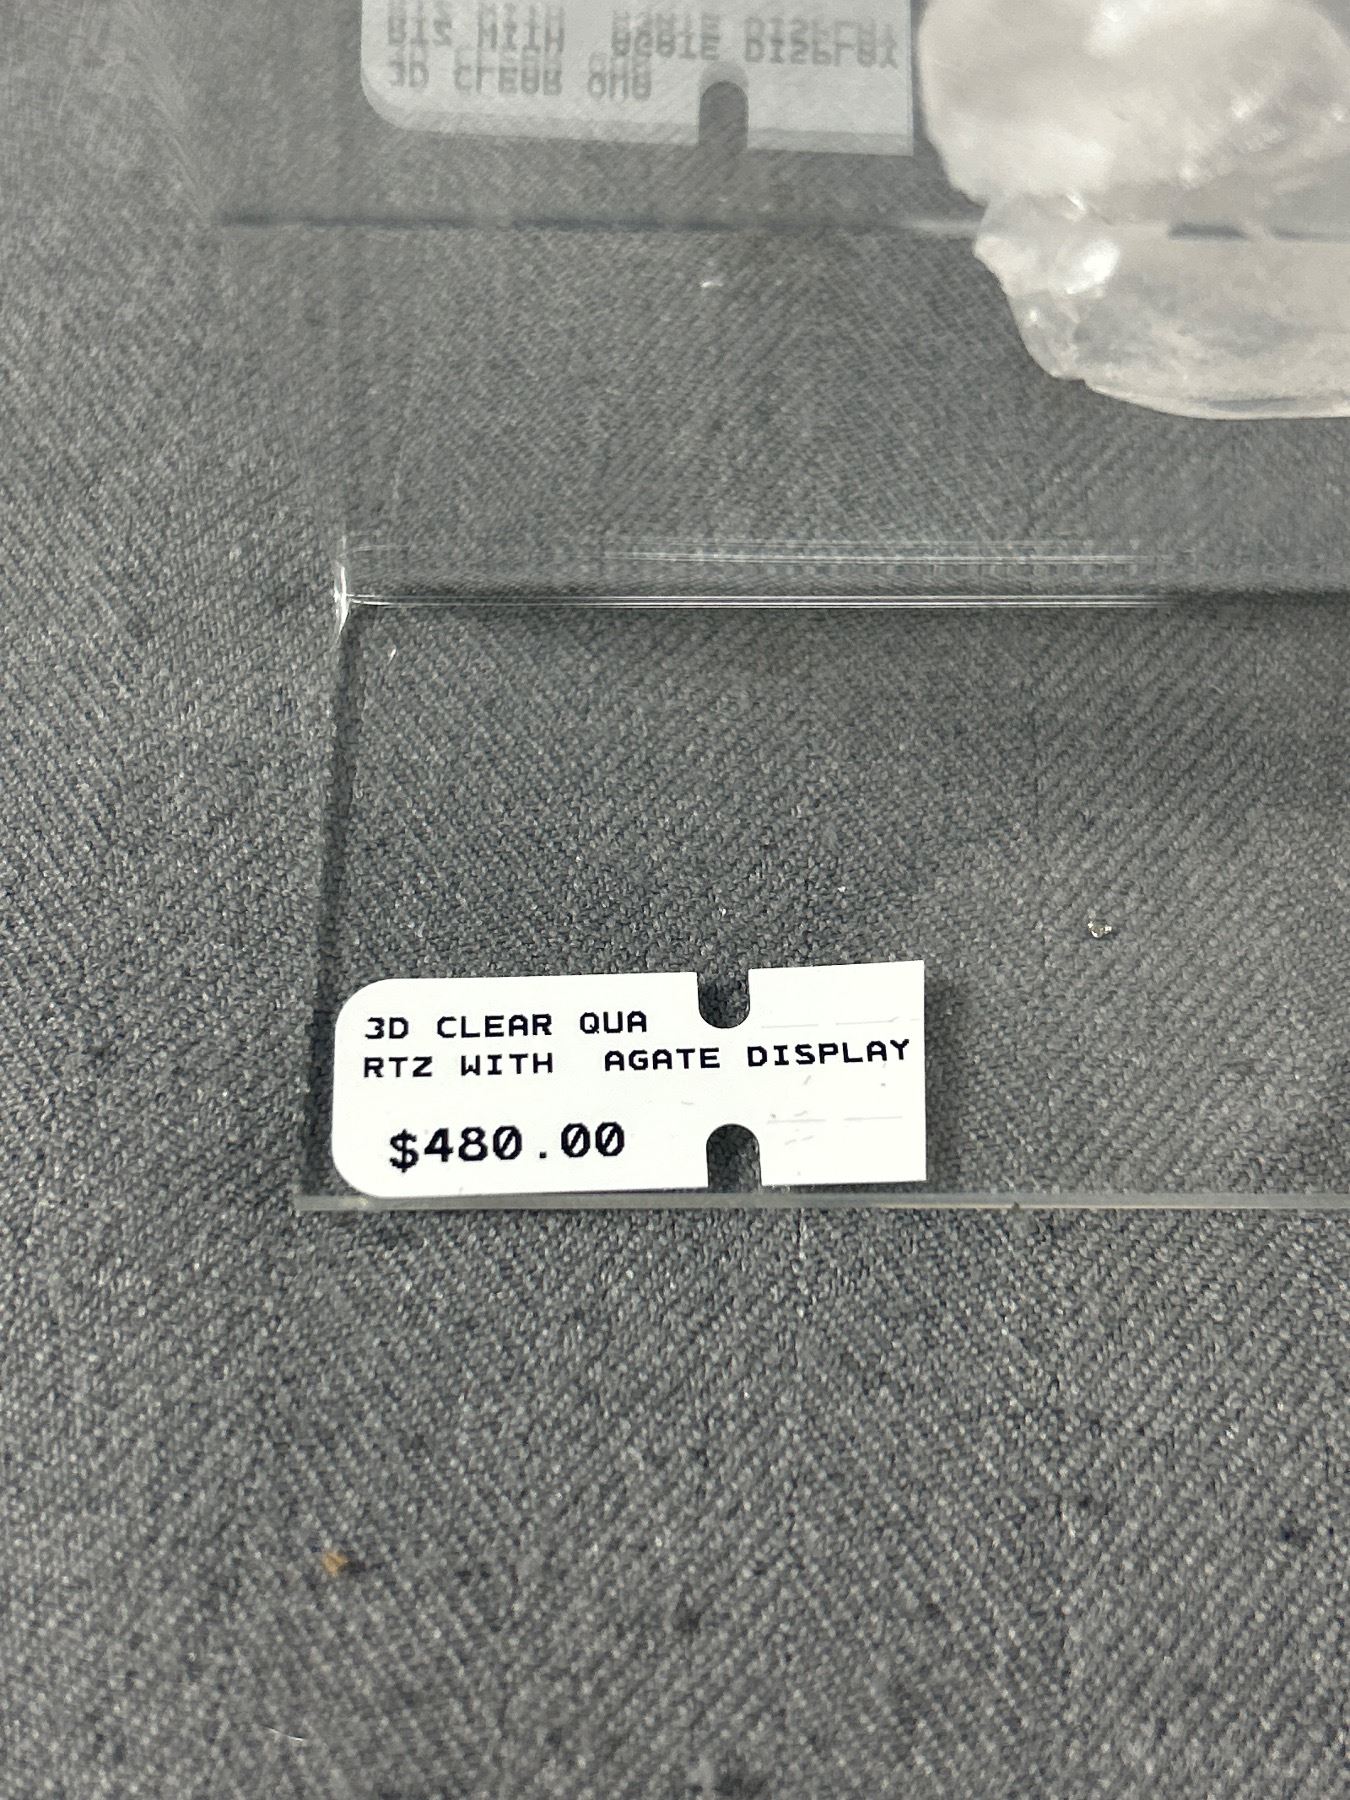 3D CLEAR QUA
RTZ WITH AGATE DISPLAY
$480.00